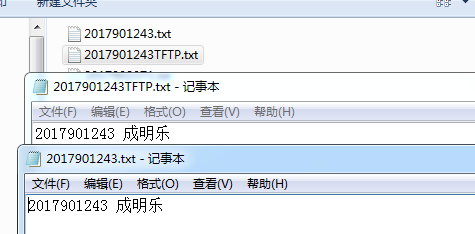 新建文件夹
2017901243.txt
2017901243TFTP.txt
2017901243TFTP.txt - 记事本
文件(F) 编辑(E) 格式(O) 查看(V) 帮助(H)
2017901243 成明乐
2017901243.txt - 记事本
文件(F) 编辑(E) 格式(O) 查看(V) 帮助(H)
2017901243 成明乐